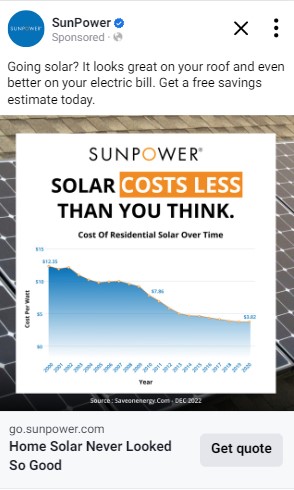 SUNPOWER
SunPower
Sponsored ·
Going solar? It looks great on your roof and even
better on your electric bill. Get a free savings
estimate today.
SUNPOWER®
SOLAR COSTS LESS
THAN YOU THINK.
Cost Of Residential Solar Over Time
Cost Per Watt
$15
$12.35
$10
$7.86
$5
$3.82
$0
2000 2001 2002 2003 2004 2005 2006 2007 2008 2009 2010 2011 2012 2013 2014 2015 2016 2017 2018 2019 2020
Year
Source : Saveonenergy.Com - DEC 2022
go.sunpower.com
Home Solar Never Looked
So Good
Get quote